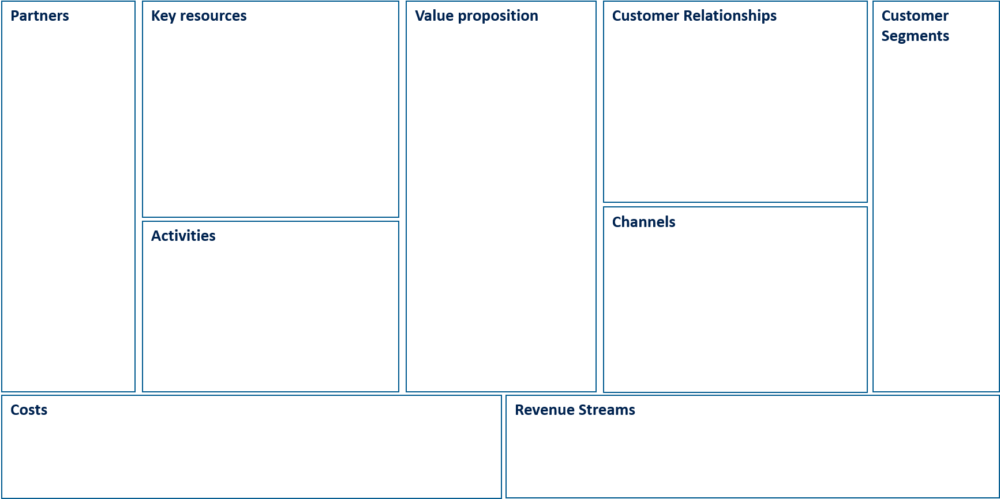 Partners
Key resources
Activities
Value proposition
Customer Relationships
Channels
Customer
Segments
Costs
Revenue Streams